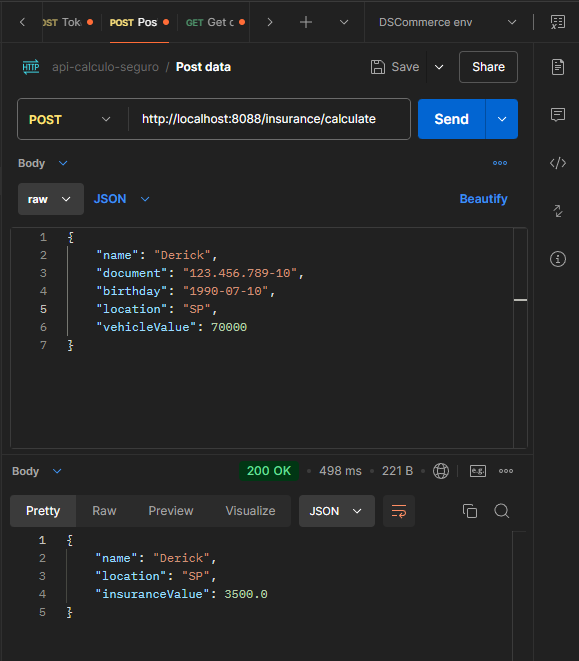 OST Tok POST Pos GET Get c DSCommerce env
HTTP api-calculo-seguro / Post data Save Share
POST http://localhost:8088/insurance/calculate Send
Body
raw JSON Beautify
1 {
2 "name": "Derick",
3 "document": "123.456.789-10",
4 "birthday": "1990-07-10",
5 "location": "SP",
6 "vehicleValue": 70000
7 }
Body 200 OK • 498 ms • 221 B • e.g.
Pretty Raw Preview Visualize JSON
1 {
2 "name": "Derick",
3 "location": "SP",
4 "insuranceValue": 3500.0
5 }